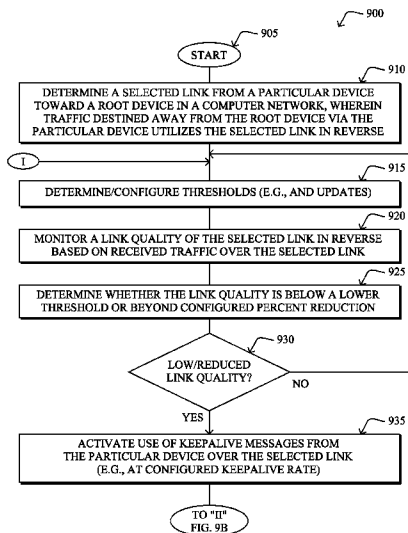 900
905
START
910
DETERMINE A SELECTED LINK FROM A PARTICULAR DEVICE
TOWARD A ROOT DEVICE IN A COMPUTER NETWORK, WHEREIN
TRAFFIC DESTINED AWAY FROM THE ROOT DEVICE VIA THE
PARTICULAR DEVICE UTILIZES THE SELECTED LINK IN REVERSE
I
915
DETERMINE/CONFIGURE THRESHOLDS (E.G., AND UPDATES)
920
MONITOR A LINK QUALITY OF THE SELECTED LINK IN REVERSE
BASED ON RECEIVED TRAFFIC OVER THE SELECTED LINK
925
DETERMINE WHETHER THE LINK QUALITY IS BELOW A LOWER
THRESHOLD OR BEYOND CONFIGURED PERCENT REDUCTION
930
LOW/REDUCED
LINK QUALITY?
NO
YES
935
ACTIVATE USE OF KEEPALIVE MESSAGES FROM
THE PARTICULAR DEVICE OVER THE SELECTED LINK
(E.G., AT CONFIGURED KEEPALIVE RATE)
TO "II"
FIG. 9B